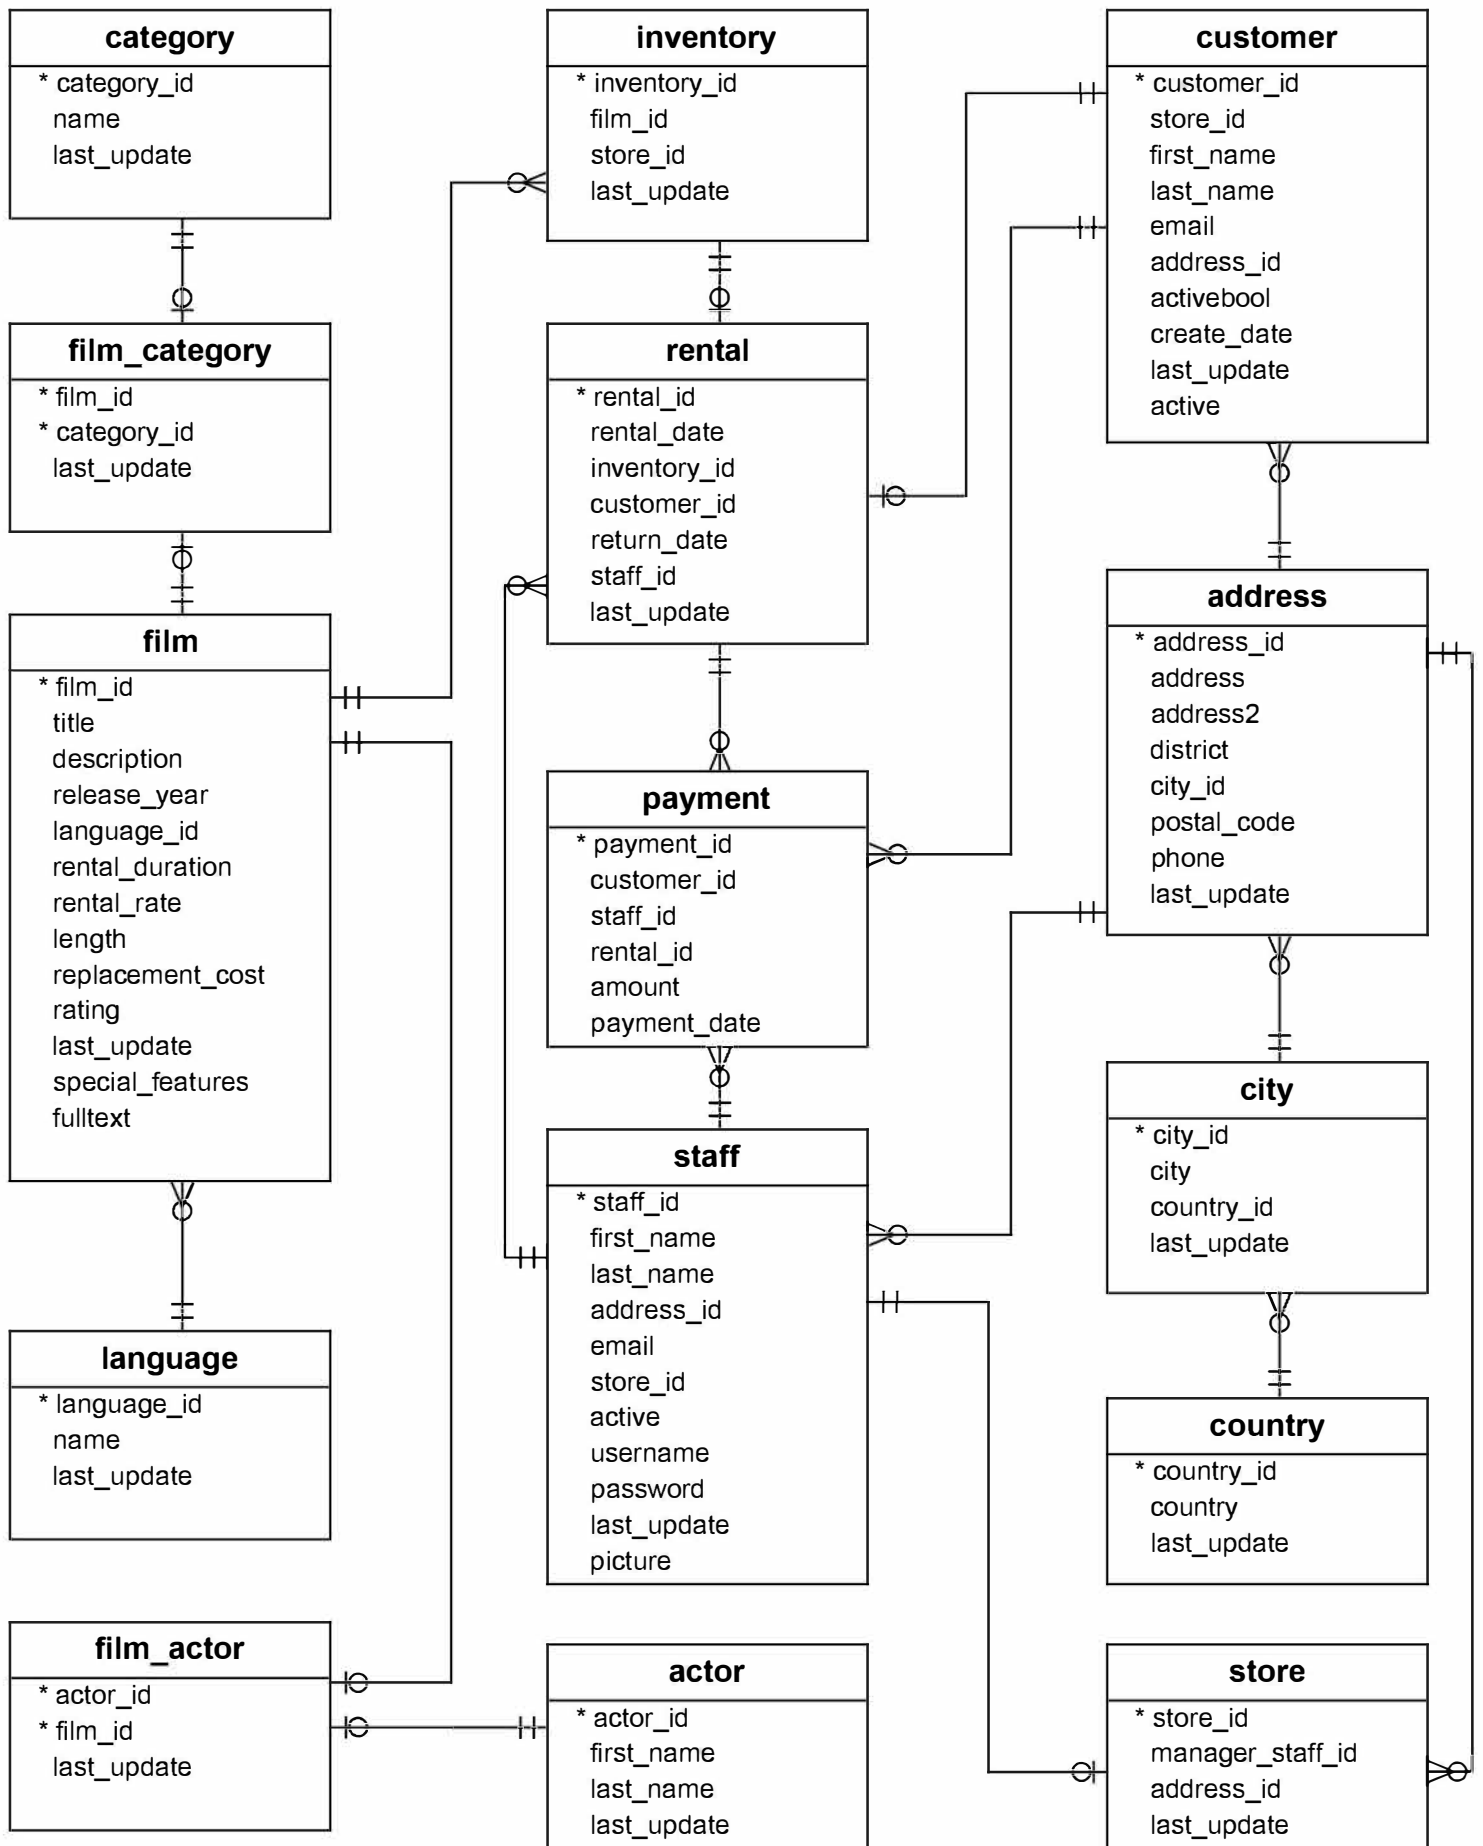 category
* category_id
name
last_update
film_category
* film_id
* category_id
last_update
film
* film_id
title
description
release_year
language_id
rental_duration
rental_rate
length
replacement_cost
rating
last_update
special_features
fulltext
language
* language_id
name
last_update
film_actor
* actor_id
* film_id
last_update
inventory
* inventory_id
film_id
store_id
last_update
rental
* rental_id
rental_date
inventory_id
customer_id
return_date
staff_id
last_update
payment
* payment_id
customer_id
staff_id
rental_id
amount
payment_date
staff
* staff_id
first_name
last_name
address_id
email
store_id
active
username
password
last_update
picture
actor
* actor_id
first_name
last_name
last_update
customer
* customer_id
store_id
first_name
last_name
email
address_id
activebool
create_date
last_update
active
address
* address_id
address
address2
district
city_id
postal_code
phone
last_update
city
* city_id
city
country_id
last_update
country
* country_id
country
last_update
store
* store_id
manager_staff_id
address_id
last_update